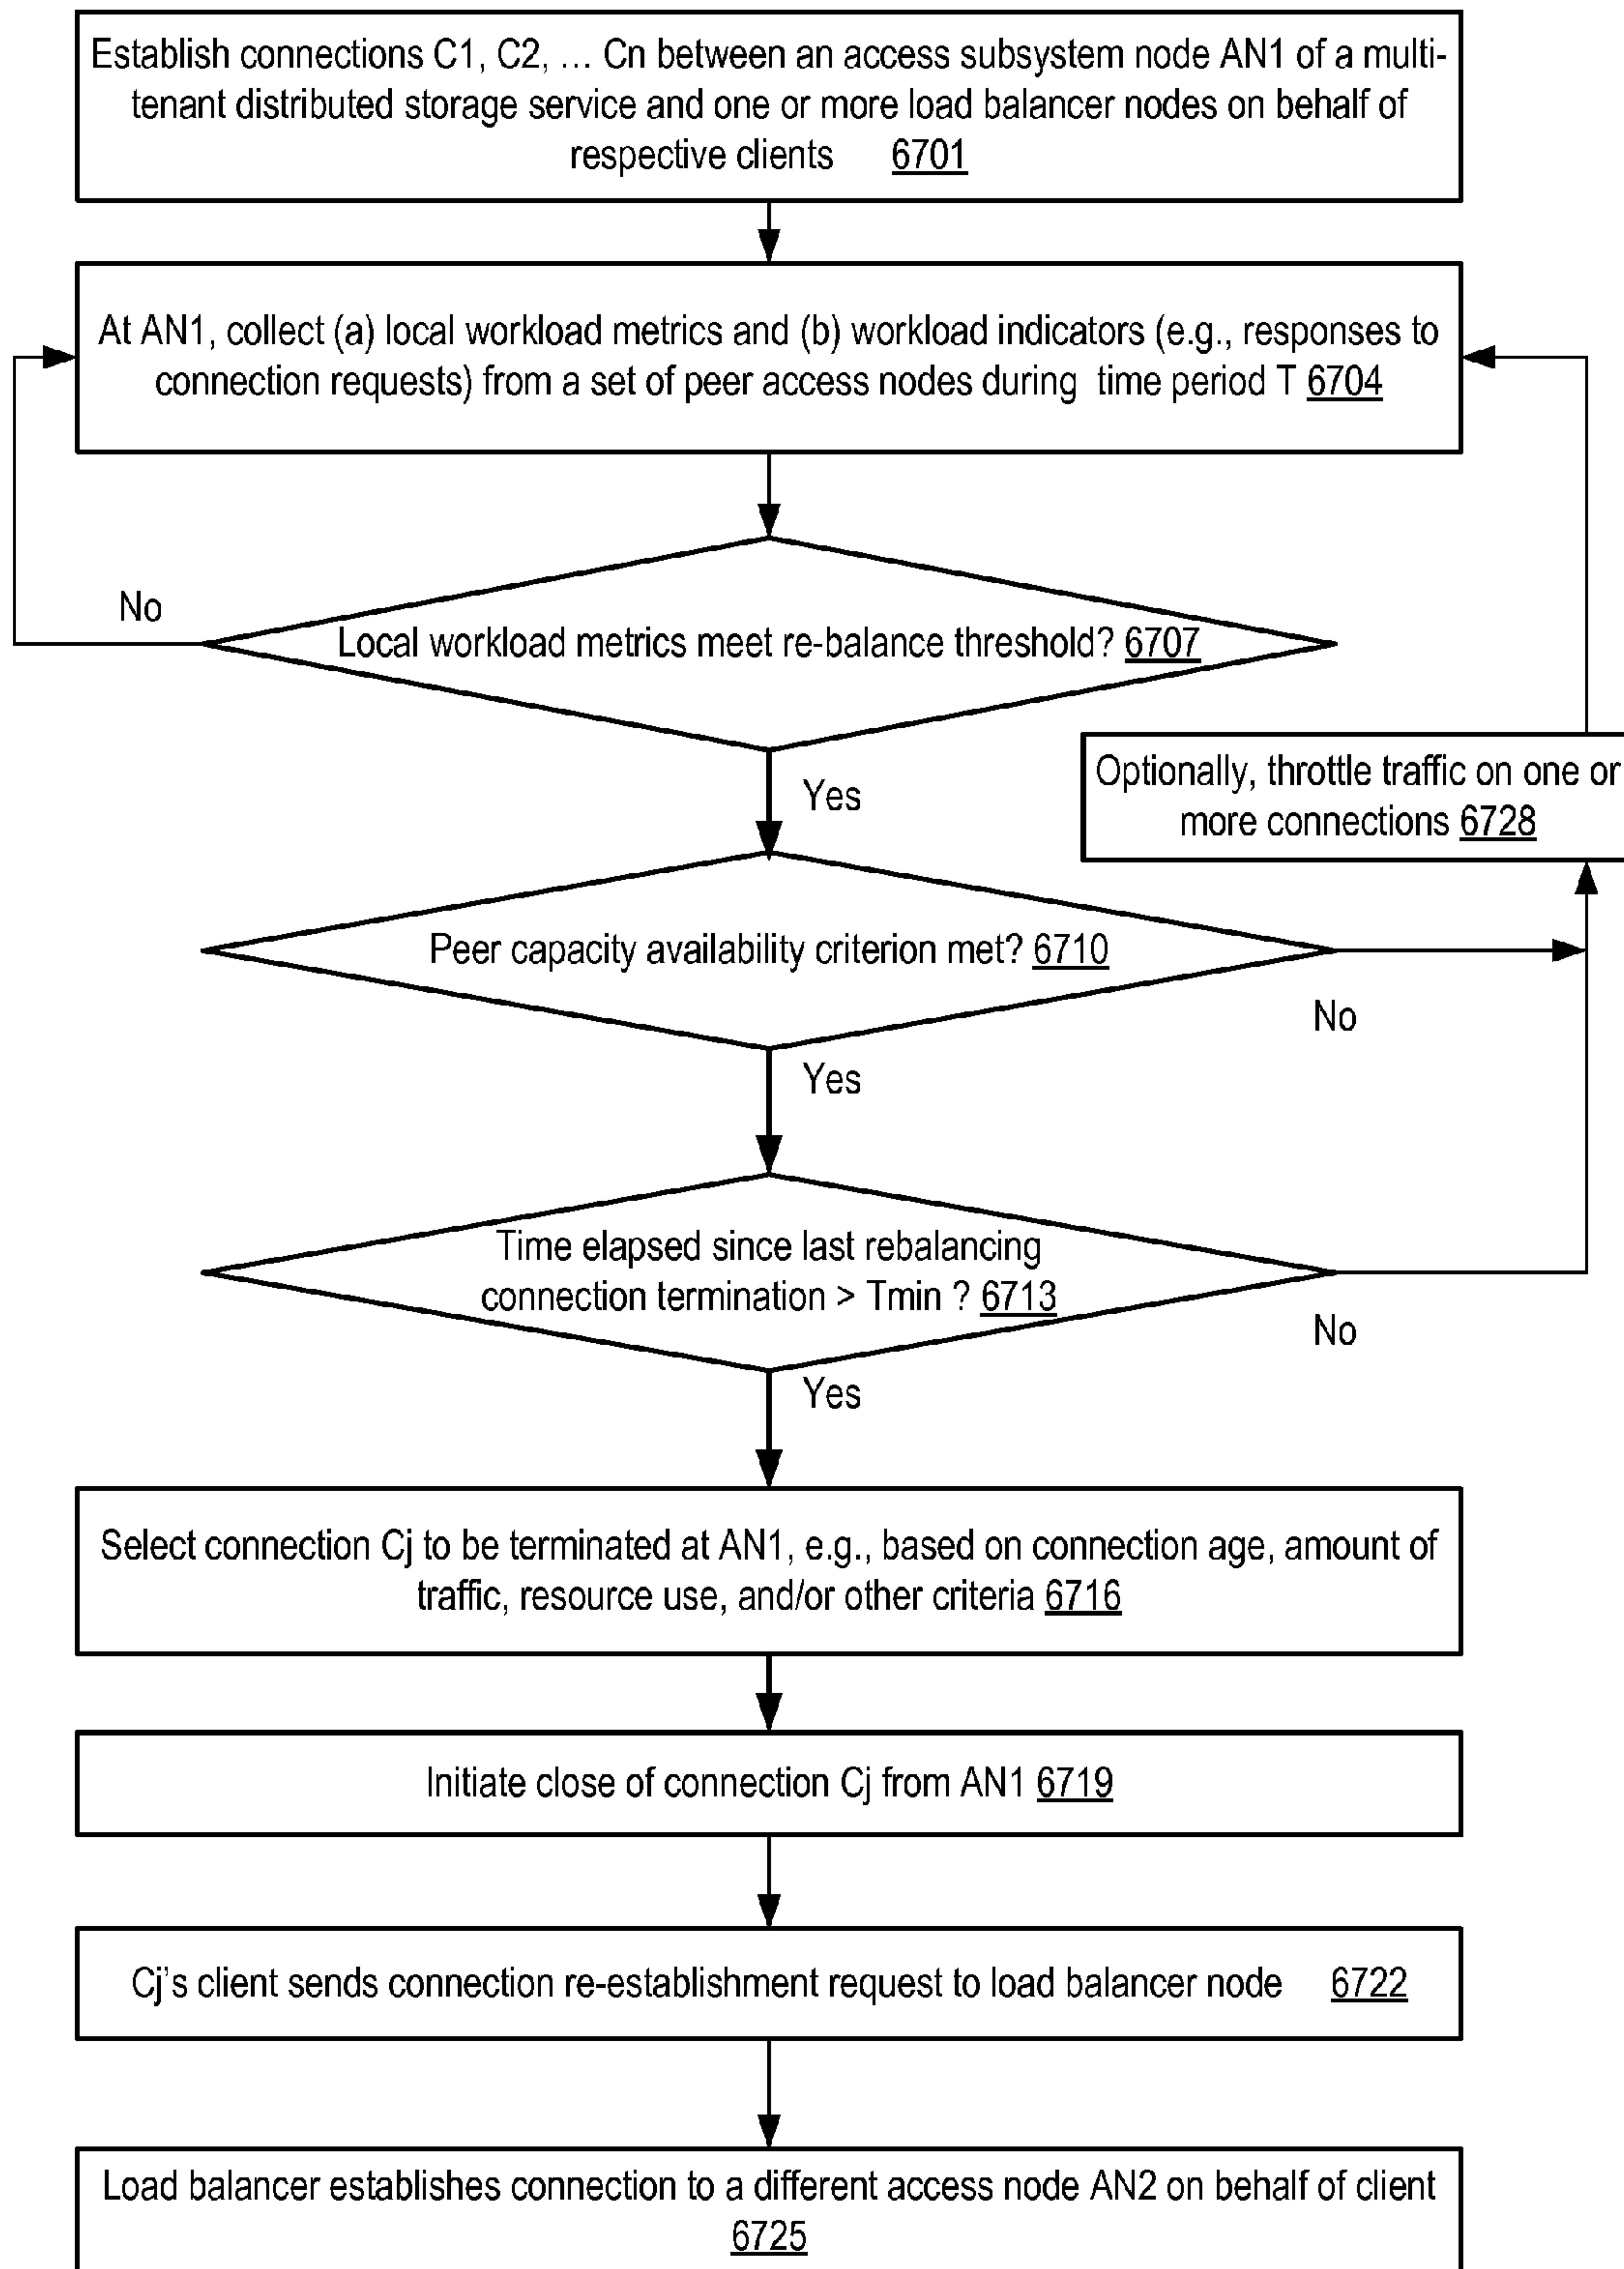 Establish connections C1, C2, ... Cn between an access subsystem node AN1 of a multi-
tenant distributed storage service and one or more load balancer nodes on behalf of
respective clients 6701
At AN1, collect (a) local workload metrics and (b) workload indicators (e.g., responses to
connection requests) from a set of peer access nodes during time period T 6704
No
Local workload metrics meet re-balance threshold? 6707
Yes
Optionally, throttle traffic on one or
more connections 6728
Peer capacity availability criterion met? 6710
No
Yes
Time elapsed since last rebalancing
connection termination > Tmin ? 6713
No
Yes
Select connection Cj to be terminated at AN1, e.g., based on connection age, amount of
traffic, resource use, and/or other criteria 6716
Initiate close of connection Cj from AN1 6719
Cj's client sends connection re-establishment request to load balancer node 6722
Load balancer establishes connection to a different access node AN2 on behalf of client
6725